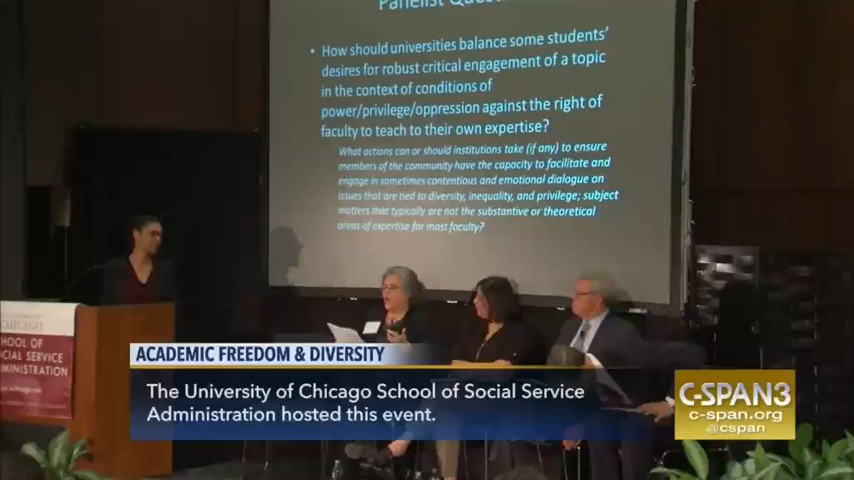 Panelist Question
• How should universities balance some students'
desires for robust critical engagement of a topic
in the context of conditions of
power/privilege/oppression against the right of
faculty to teach to their own expertise?
What actions can or should institutions take (if any) to ensure
members of the community have the capacity to facilitate and
engage in sometimes contentious and emotional dialogue on
issues that are tied to diversity, inequality, and privilege; subject
matters that typically are not the substantive or theoretical
areas of expertise for most faculty?
CHICAGO
HOOL OF
CIAL SERVICE
MINISTRATION
ACADEMIC FREEDOM & DIVERSITY
The University of Chicago School of Social Service
Administration hosted this event.
C-SPAN3
c-span.org
@cspan